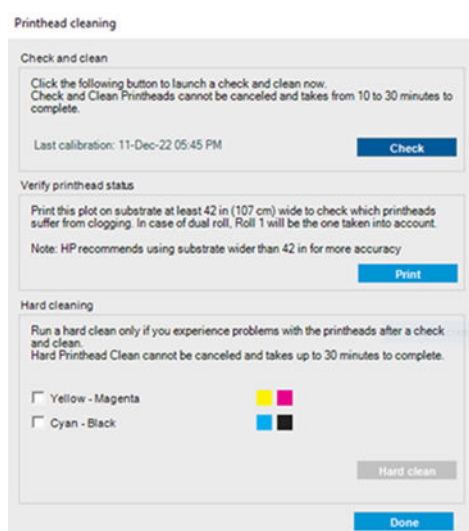 Printhead cleaning
Check and clean
Click the following button to launch a check and clean now.
Check and Clean Printheads cannot be canceled and takes from 10 to 30 minutes to
complete.
Last calibration: 11-Dec-22 05:45 PM
Check
Verify printhead status
Print this plot on substrate at least 42 in (107 cm) wide to check which printheads
suffer from clogging. In case of dual roll, Roll 1 will be the one taken into account.
Note: HP recommends using substrate wider than 42 in for more accuracy
Print
Hard cleaning
Run a hard clean only if you experience problems with the printheads after a check
and clean.
Hard Printhead Clean cannot be canceled and takes up to 30 minutes to complete.
Yellow - Magenta
Cyan - Black
Hard clean
Done